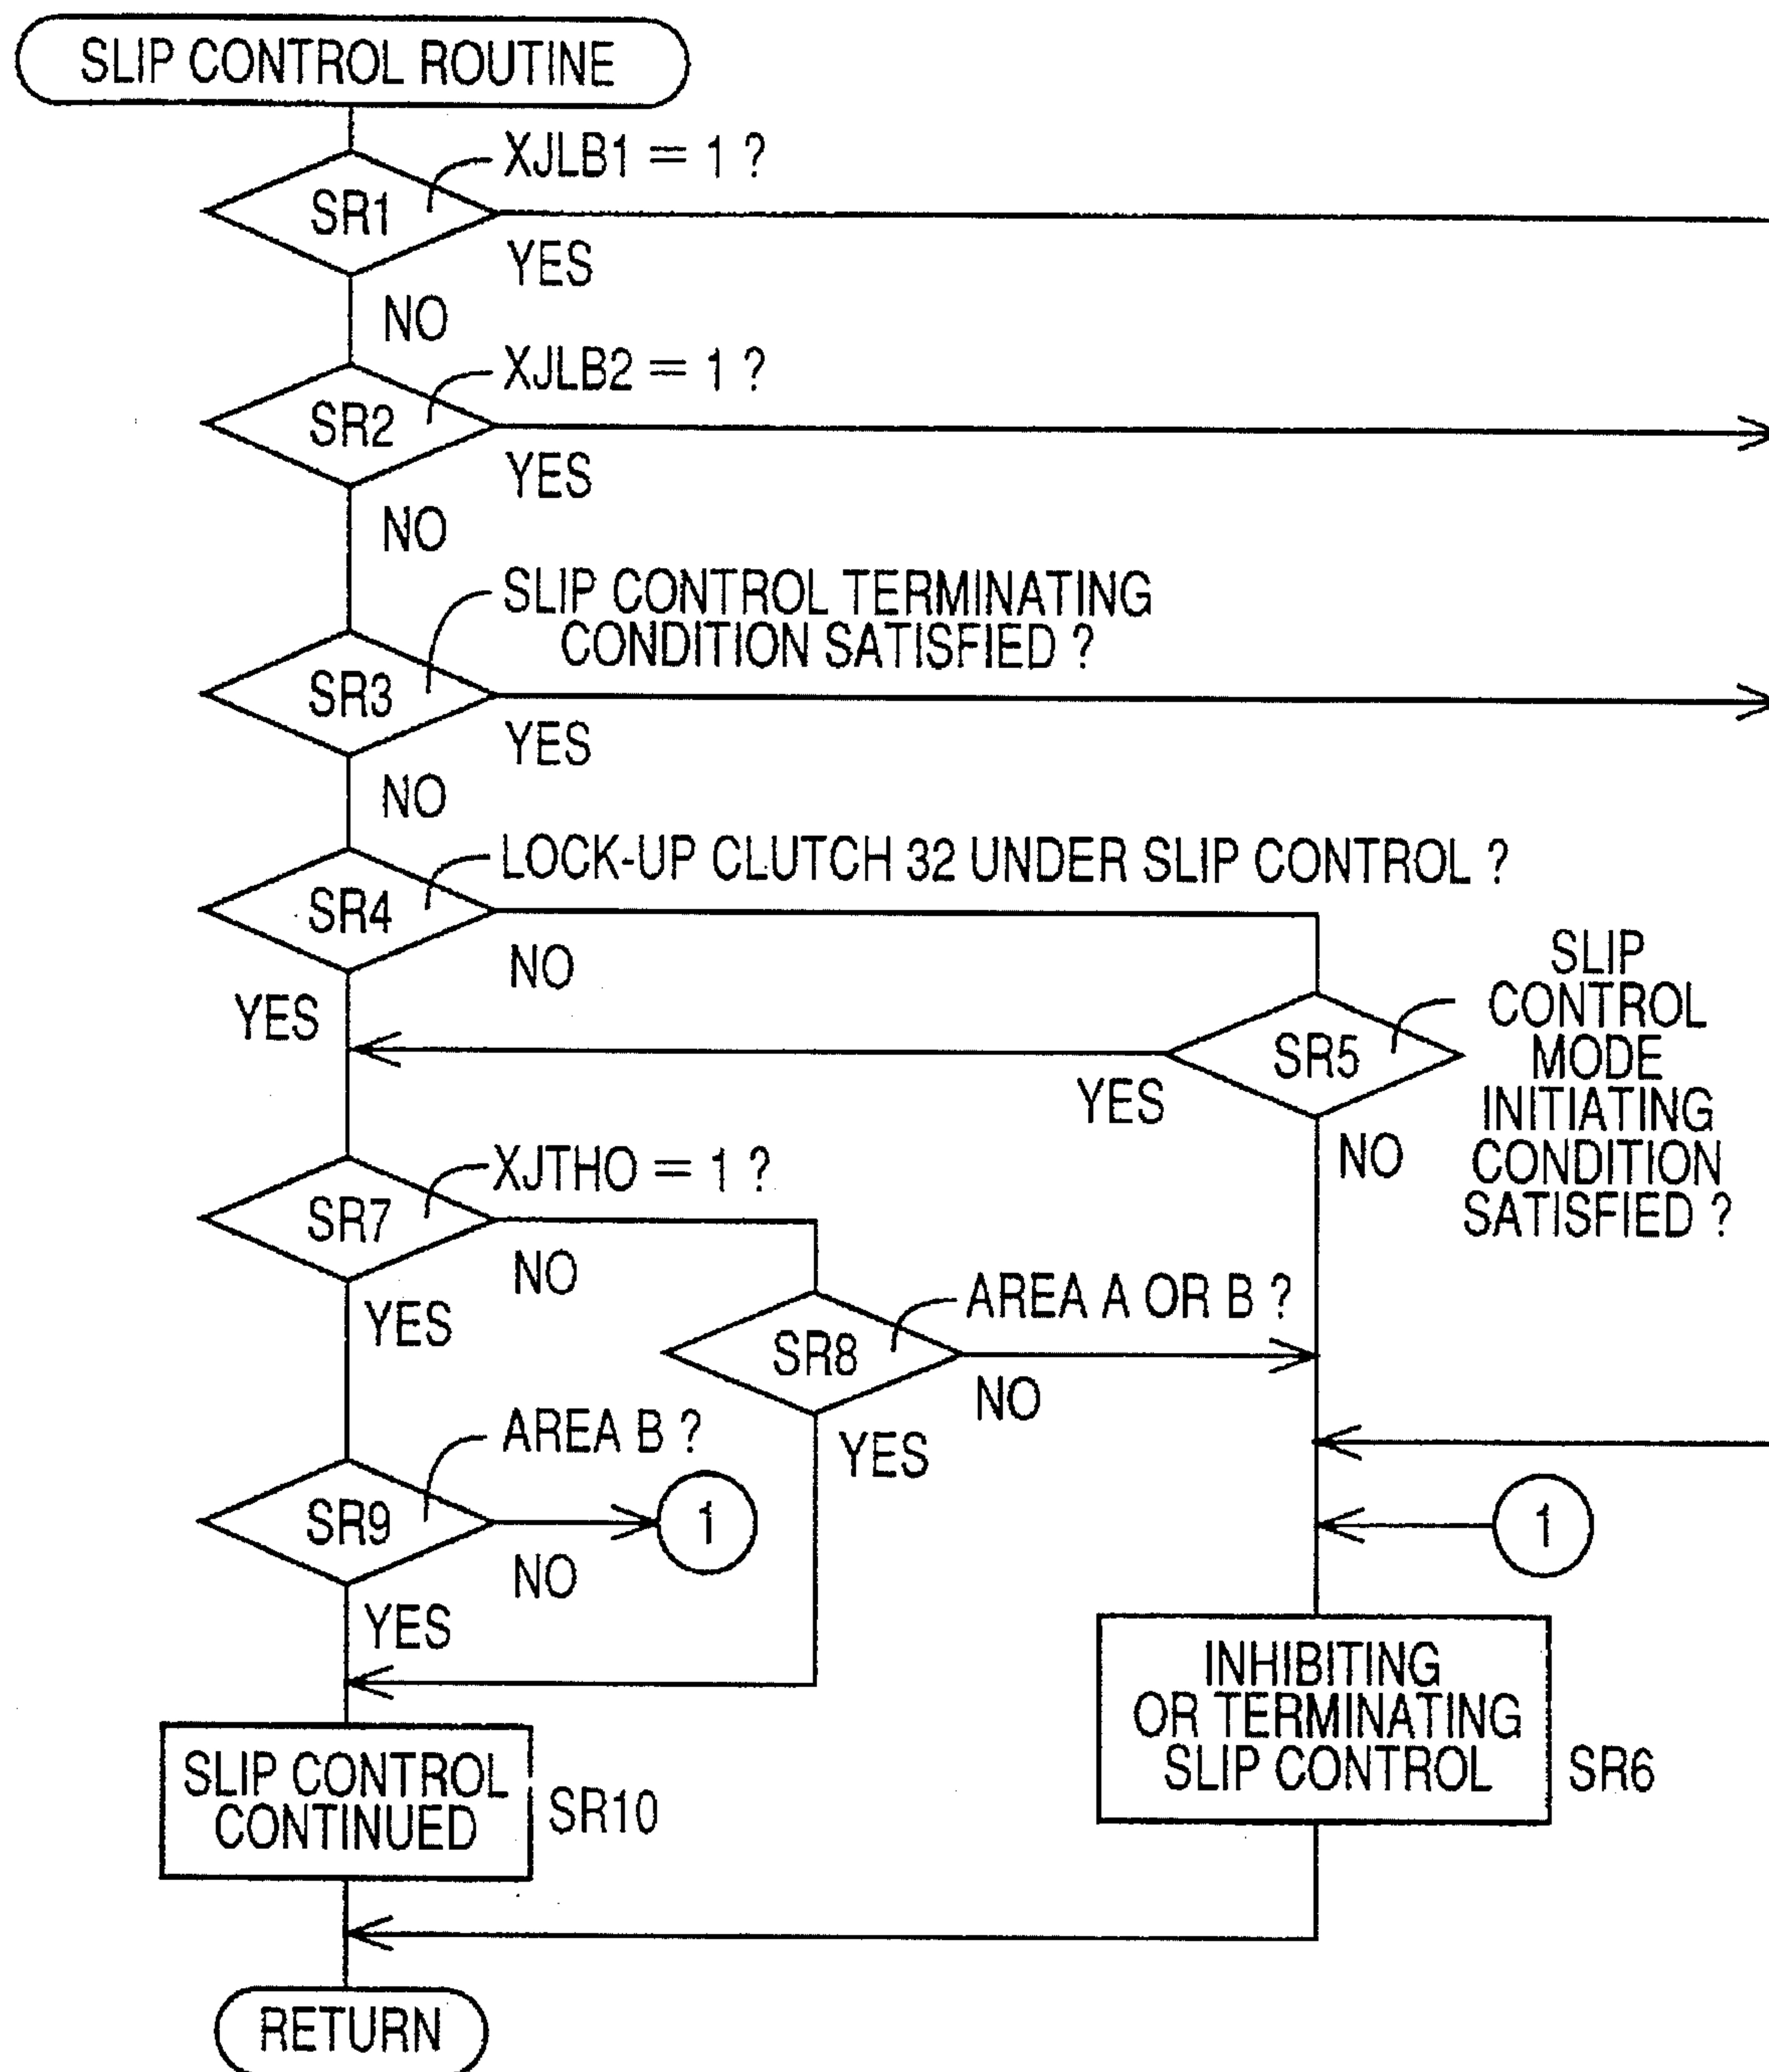 SLIP CONTROL ROUTINE
XJLB1 = 1 ?
SR1
YES
NO
XJLB2 = 1 ?
SR2
YES
NO
SLIP CONTROL TERMINATING
CONDITION SATISFIED ?
SR3
YES
NO
LOCK-UP CLUTCH 32 UNDER SLIP CONTROL ?
SR4
NO
YES
SLIP
CONTROL
MODE
INITIATING
CONDITION
SATISFIED ?
SR5
YES
NO
XJTHO = 1 ?
SR7
NO
YES
AREA A OR B ?
SR8
NO
YES
AREA B ?
SR9
NO
1
1
YES
INHIBITING
OR TERMINATING
SLIP CONTROL
SR6
SLIP CONTROL
CONTINUED
SR10
RETURN